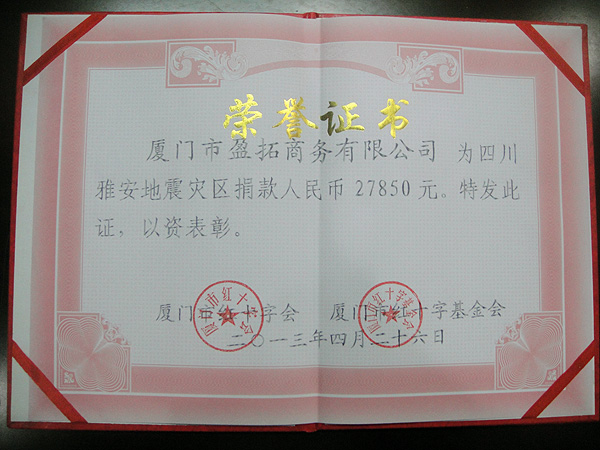 荣誉证书
厦门市盈拓商务有限公司 为四川
雅安地震灾区捐款人民币 27850 元。特发此
证，以资表彰。
厦门市红十字会 厦门市红十字基金会
二〇一三年四月二十六日